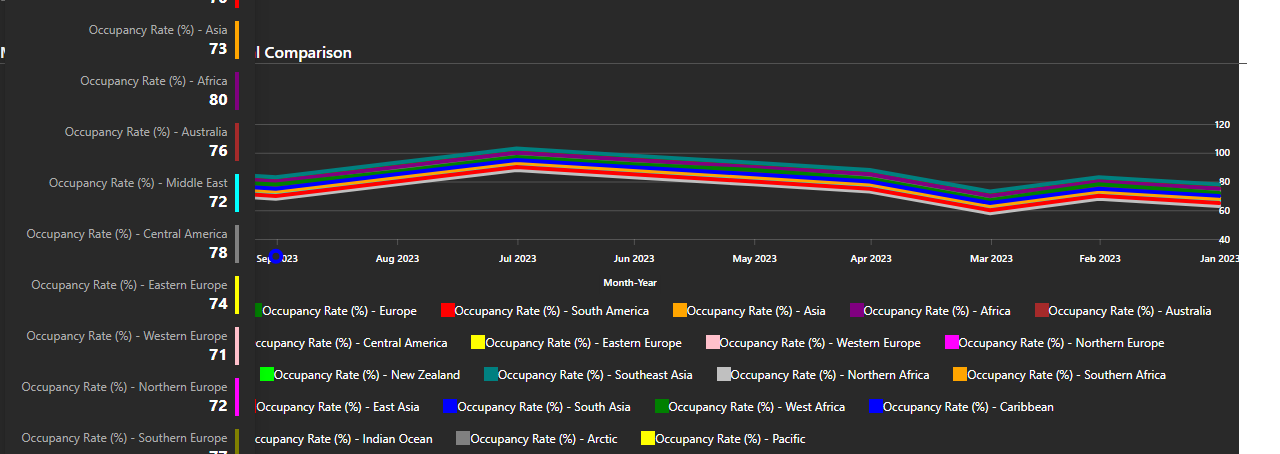 70
Occupancy Rate (%) - Asia
73
Occupancy Rate (%) - Africa
80
Occupancy Rate (%) - Australia
76
Occupancy Rate (%) - Middle East
72
Occupancy Rate (%) - Central America
78
Occupancy Rate (%) - Eastern Europe
74
Occupancy Rate (%) - Western Europe
71
Occupancy Rate (%) - Northern Europe
72
Occupancy Rate (%) - Southern Europe
77
l Comparison
120
100
80
60
40
Sep 2023 Aug 2023 Jul 2023 Jun 2023 May 2023 Apr 2023 Mar 2023 Feb 2023 Jan 2023
Month-Year
Occupancy Rate (%) - Europe Occupancy Rate (%) - South America Occupancy Rate (%) - Asia Occupancy Rate (%) - Africa Occupancy Rate (%) - Australia
ccupancy Rate (%) - Central America Occupancy Rate (%) - Eastern Europe Occupancy Rate (%) - Western Europe Occupancy Rate (%) - Northern Europe
Occupancy Rate (%) - New Zealand Occupancy Rate (%) - Southeast Asia Occupancy Rate (%) - Northern Africa Occupancy Rate (%) - Southern Africa
Occupancy Rate (%) - East Asia Occupancy Rate (%) - South Asia Occupancy Rate (%) - West Africa Occupancy Rate (%) - Caribbean
ccupancy Rate (%) - Indian Ocean Occupancy Rate (%) - Arctic Occupancy Rate (%) - Pacific